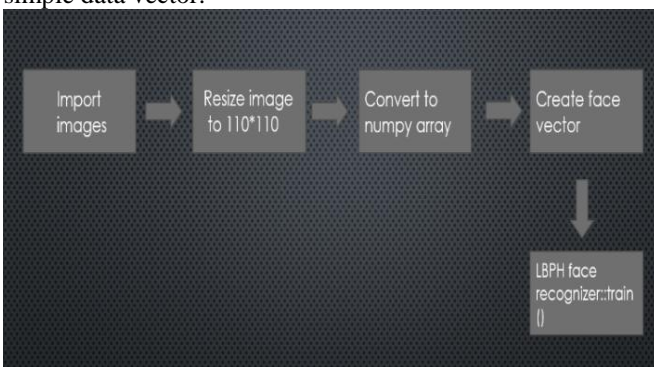 simple data vector.
Import
images
Resize image
to 110*110
Convert to
numpy array
Create face
vector
LBPH face
recognizer::train
()